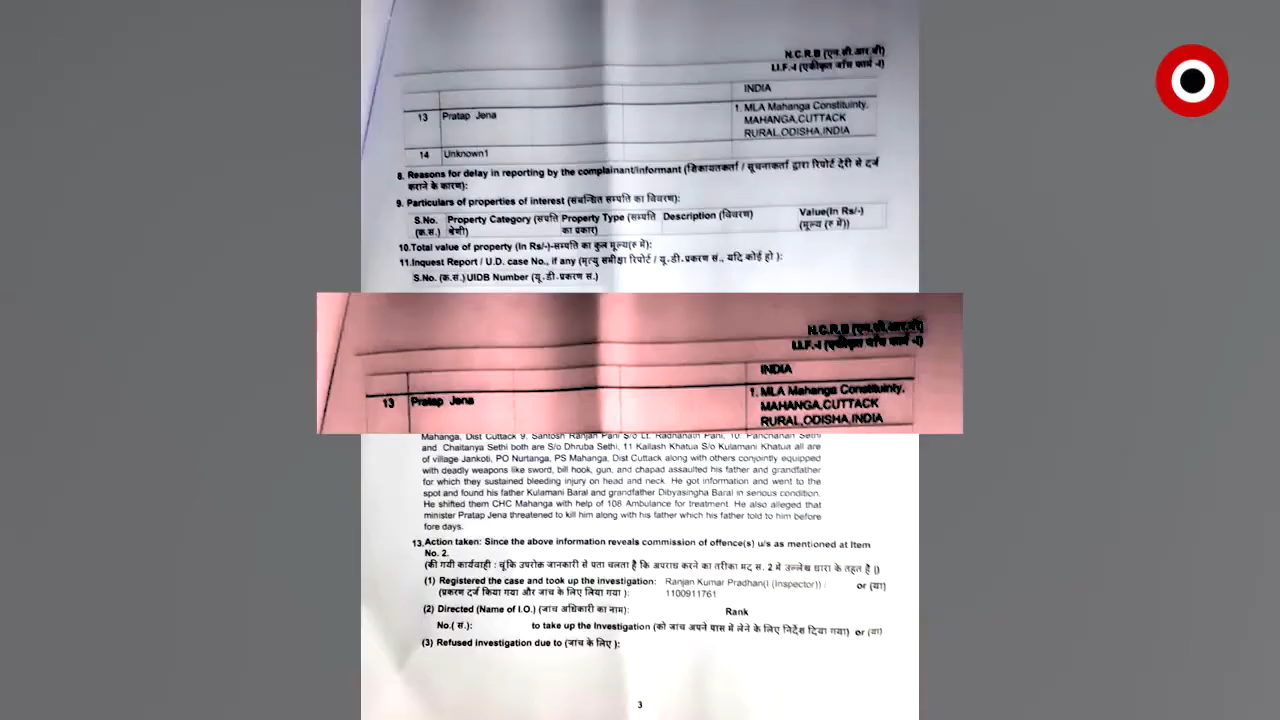 N.C.R.B (एन.सी.आर.बी)
I.I.F.-I (एकीकृत जाँच फार्म -I)
INDIA
13 Pratap Jena 1. MLA Mahanga Constituinty, MAHANGA,CUTTACK RURAL,ODISHA,INDIA
14 Unknown1
8. Reasons for delay in reporting by the complainant/informant (शिकायतकर्ता / सूचनाकर्ता द्वारा रिपोर्ट देरी से दर्ज
कराने के कारण):
9. Particulars of properties of interest (संबन्धित सम्पति का विवरण):
S.No. Property Category (संपति Property Type (सम्पति Description (विवरण) Value(In Rs/-)
(क्र.सं.) श्रेणी) का प्रकार) (मूल्य (रु में))
10.Total value of property (In Rs/-)-सम्पति का कुल मूल्य(रु में):
11.Inquest Report / U.D. case No., if any (मृत्यु समीक्षा रिपोर्ट / यू.डी.प्रकरण सं., यदि कोई हो ):
S.No. (क्र.सं.) UIDB Number (यू.डी.प्रकरण सं.)
N.C.R.B (एन.सी.आर.बी)
I.I.F.-I (एकीकृत जाँच फार्म -I)
INDIA
13 Pratap Jena 1. MLA Mahanga Constituinty, MAHANGA,CUTTACK RURAL,ODISHA,INDIA
Mahanga, Dist Cuttack 9. Santosh Ranjan Pani S/o Lt. Radhanath Pani, 10. Panchanan Sethi
and Chaitanya Sethi both are S/o Dhruba Sethi, 11 Kailash Khatua S/o Kulamani Khatua all are
of village Jankoti, PO Nurtanga, PS Mahanga, Dist Cuttack along with others conjointly equipped
with deadly weapons like sword, bill hook, gun, and chapad assaulted his father and grandfather
for which they sustained bleeding injury on head and neck. He got information and went to the
spot and found his father Kulamani Baral and grandfather Dibyasingha Baral in serious condition.
He shifted them CHC Mahanga with help of 108 Ambulance for treatment. He also alleged that
minister Pratap Jena threatened to kill him along with his father which his father told to him before
fore days.
13. Action taken: Since the above information reveals commission of offence(s) u/s as mentioned at Item
No. 2.
(की गयी कार्यवाही : चूंकि उपरोक्त जानकारी से पता चलता है कि अपराध करने का तरीका मद सं. 2 में उल्लेख धारा के तहत है |)
(1) Registered the case and took up the investigation: Ranjan Kumar Pradhan(I (Inspector)) / or (या)
(प्रकरण दर्ज किया गया और जांच के लिए लिया गया ): 1100911761
(2) Directed (Name of I.O.) (जांच अधिकारी का नाम): Rank
No.( सं.): to take up the Investigation (को जांच अपने पास में लेने के लिए निर्देश दिया गया) or (या)
(3) Refused investigation due to (जांच के लिए ):
3